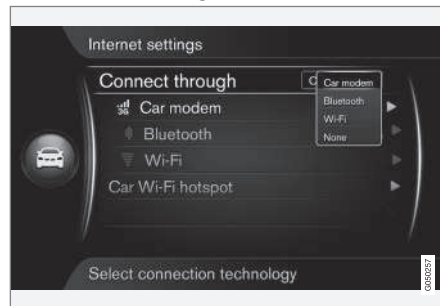 Internet settings
Connect through
Car modem
Bluetooth
Wi-Fi
None
3G Car modem
Bluetooth
Wi-Fi
Car Wi-Fi hotspot
Select connection technology
G050257